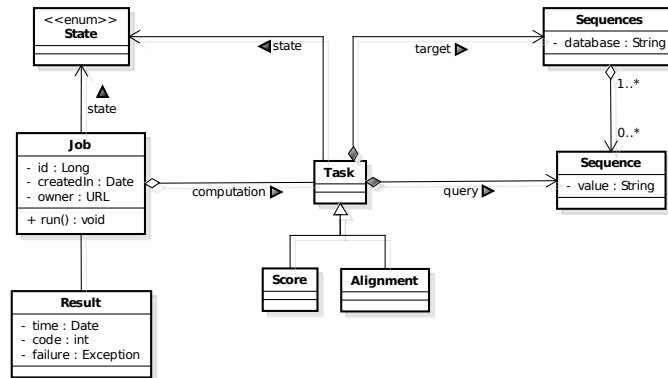 <<enum>>
State
state
target
Sequences
- database : String
1..*
0..*
state
Job
- id : Long
- createdIn : Date
- owner : URL
+ run() : void
computation
Task
query
Sequence
- value : String
Score
Alignment
Result
- time : Date
- code : int
- failure : Exception